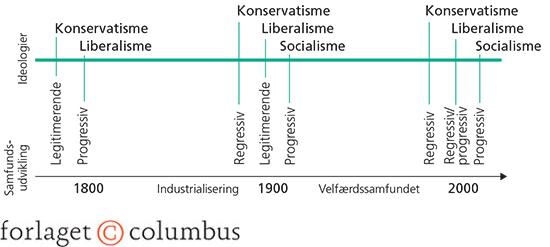 Ideologier
Konservatisme
Liberalisme
Konservatisme
Liberalisme
Socialisme
Konservatisme
Liberalisme
Socialisme
Samfunds-
udvikling
Legitimerende
Progressiv
Regressiv
Legitimerende
Progressiv
Regressiv
Regressiv/
progressiv
Progressiv
1800 Industrialisering 1900 Velfærdssamfundet 2000
forlaget © columbus